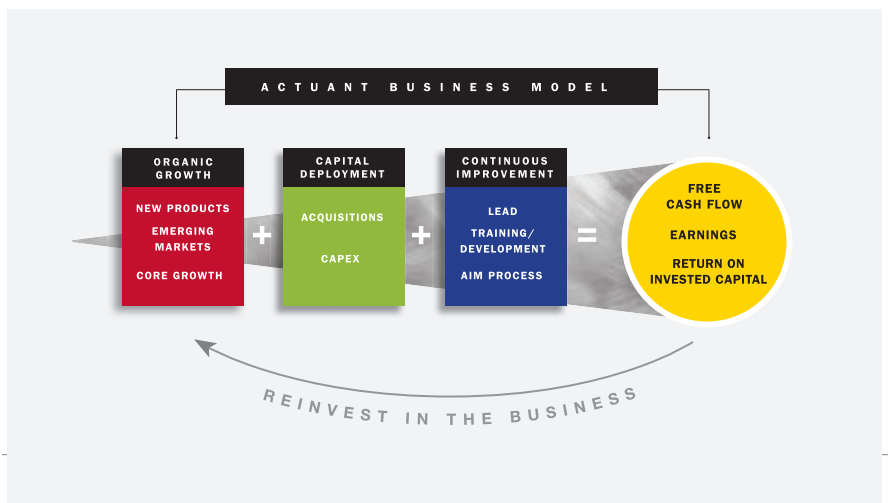 ACTUANT BUSINESS MODEL
ORGANIC
GROWTH
NEW PRODUCTS
EMERGING
MARKETS
CORE GROWTH
+
CAPITAL
DEPLOYMENT
ACQUISITIONS
CAPEX
+
CONTINUOUS
IMPROVEMENT
LEAD
TRAINING/
DEVELOPMENT
AIM PROCESS
=
FREE
CASH FLOW
EARNINGS
RETURN ON
INVESTED CAPITAL
REINVEST IN THE BUSINESS